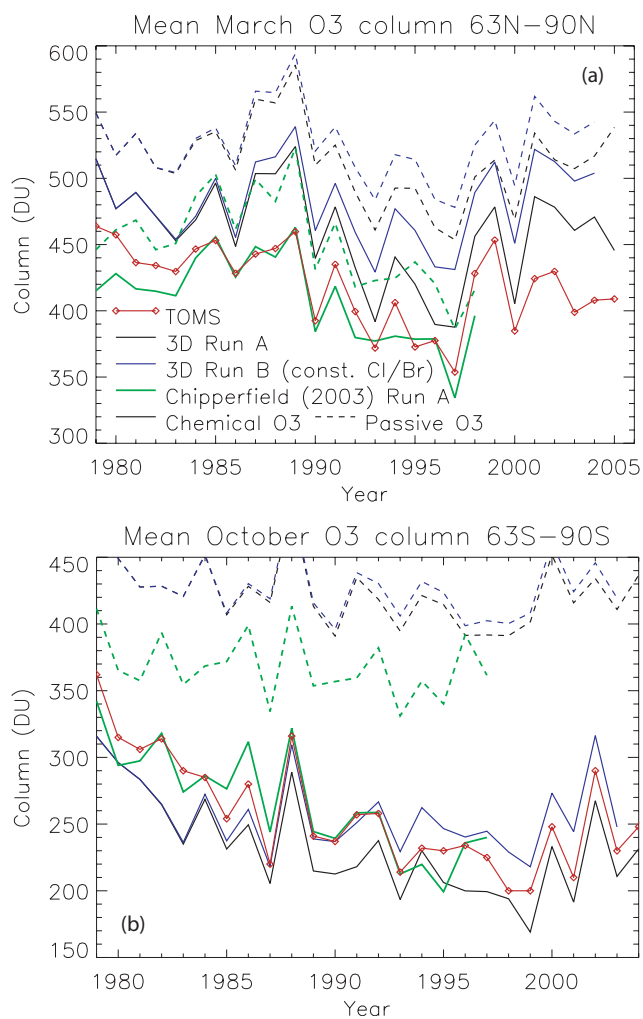 Mean March O3 column 63N-90N
(a)
600
550
500
450
400
350
300
Column (DU)
TOMS
3D Run A
3D Run B (const. Cl/Br)
Chipperfield (2003) Run A
Chemical O3 Passive O3
1980 1985 1990 1995 2000 2005
Year
Mean October O3 column 63S-90S
450
400
350
300
250
200
150
Column (DU)
(b)
1980 1985 1990 1995 2000
Year